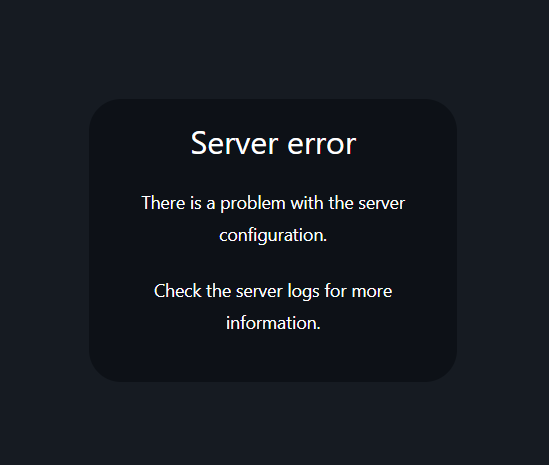 Server error
There is a problem with the server
configuration.
Check the server logs for more
information.